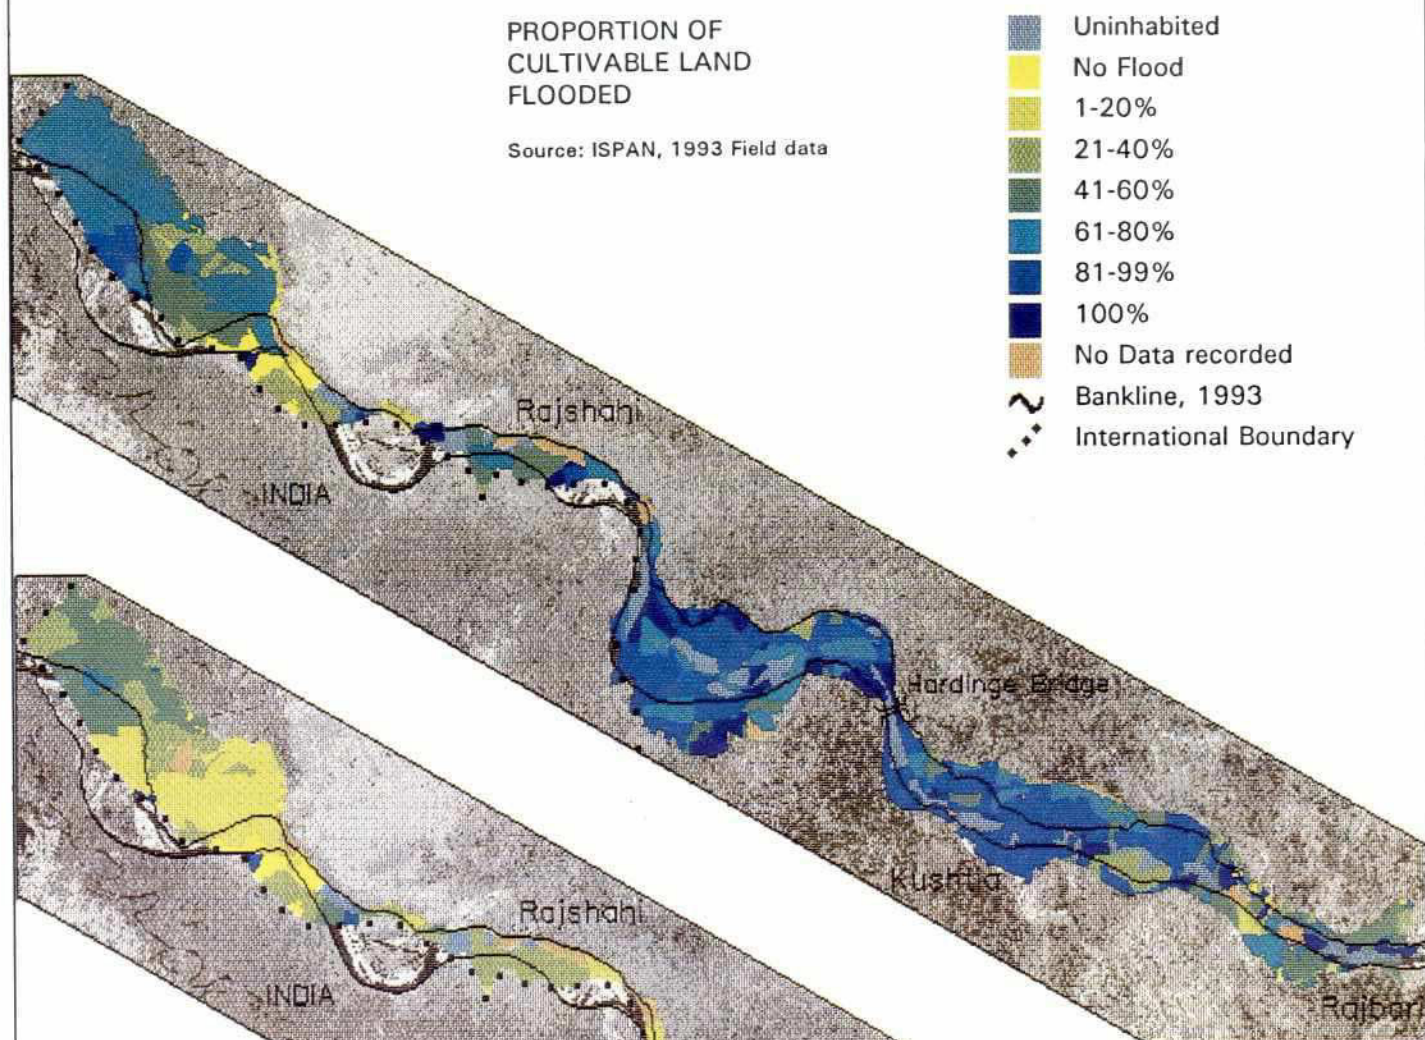 PROPORTION OF
CULTIVABLE LAND
FLOODED
Source: ISPAN, 1993 Field data
Uninhabited
No Flood
1-20%
21-40%
41-60%
61-80%
81-99%
100%
No Data recorded
Bankline, 1993
International Boundary
Rajshahi
INDIA
Hardinge Bridge
Kushtia
Rajbari
Rajshahi
INDIA